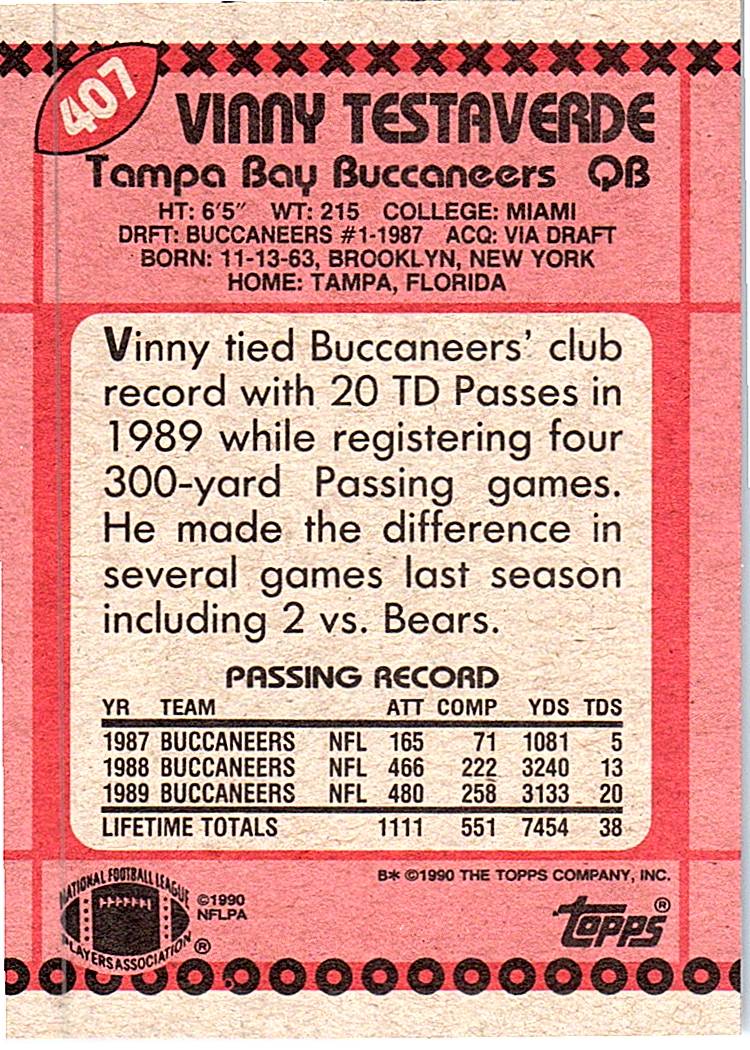 407
VINNY TESTAVERDE
Tampa Bay Buccaneers QB
HT: 6'5" WT: 215 COLLEGE: MIAMI
DRFT: BUCCANEERS #1-1987 ACQ: VIA DRAFT
BORN: 11-13-63, BROOKLYN, NEW YORK
HOME: TAMPA, FLORIDA
Vinny tied Buccaneers' club
record with 20 TD Passes in
1989 while registering four
300-yard Passing games.
He made the difference in
several games last season
including 2 vs. Bears.
PASSING RECORD
YR TEAM ATT COMP YDS TDS
1987 BUCCANEERS NFL 165 71 1081 5
1988 BUCCANEERS NFL 466 222 3240 13
1989 BUCCANEERS NFL 480 258 3133 20
LIFETIME TOTALS 1111 551 7454 38
B* ©1990 THE TOPPS COMPANY, INC.
NATIONAL FOOTBALL LEAGUE
PLAYERS ASSOCIATION ®
©1990
NFLPA
Topps ®